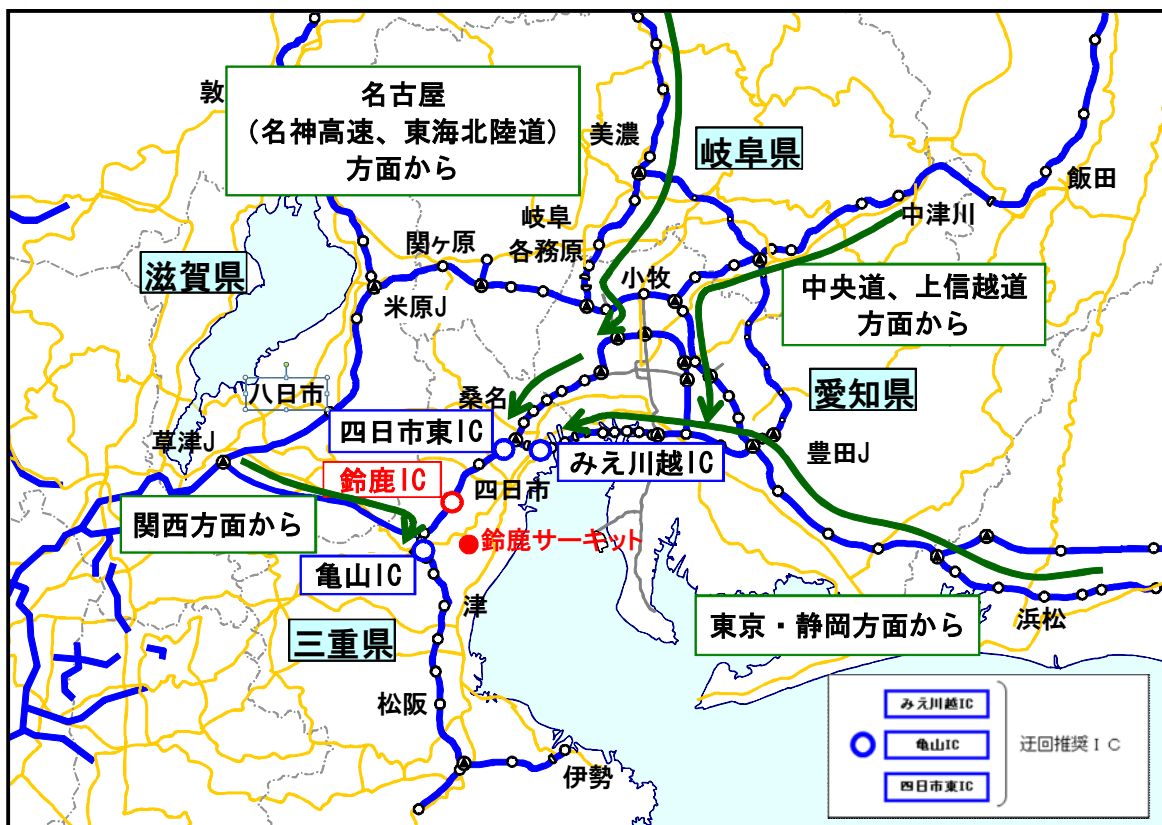 敦
名古屋
（名神高速、東海北陸道）
方面から
美濃
岐阜県
飯田
中津川
岐阜
各務原
関ヶ原
滋賀県
米原J
小牧
中央道、上信越道
方面から
八日市
桑名
愛知県
四日市東IC
草津J
みえ川越IC
豊田J
鈴鹿IC
四日市
関西方面から
鈴鹿サーキット
亀山IC
津
東京・静岡方面から
浜松
三重県
松阪
伊勢
みえ川越IC
亀山IC
四日市東IC
迂回推奨ＩＣ